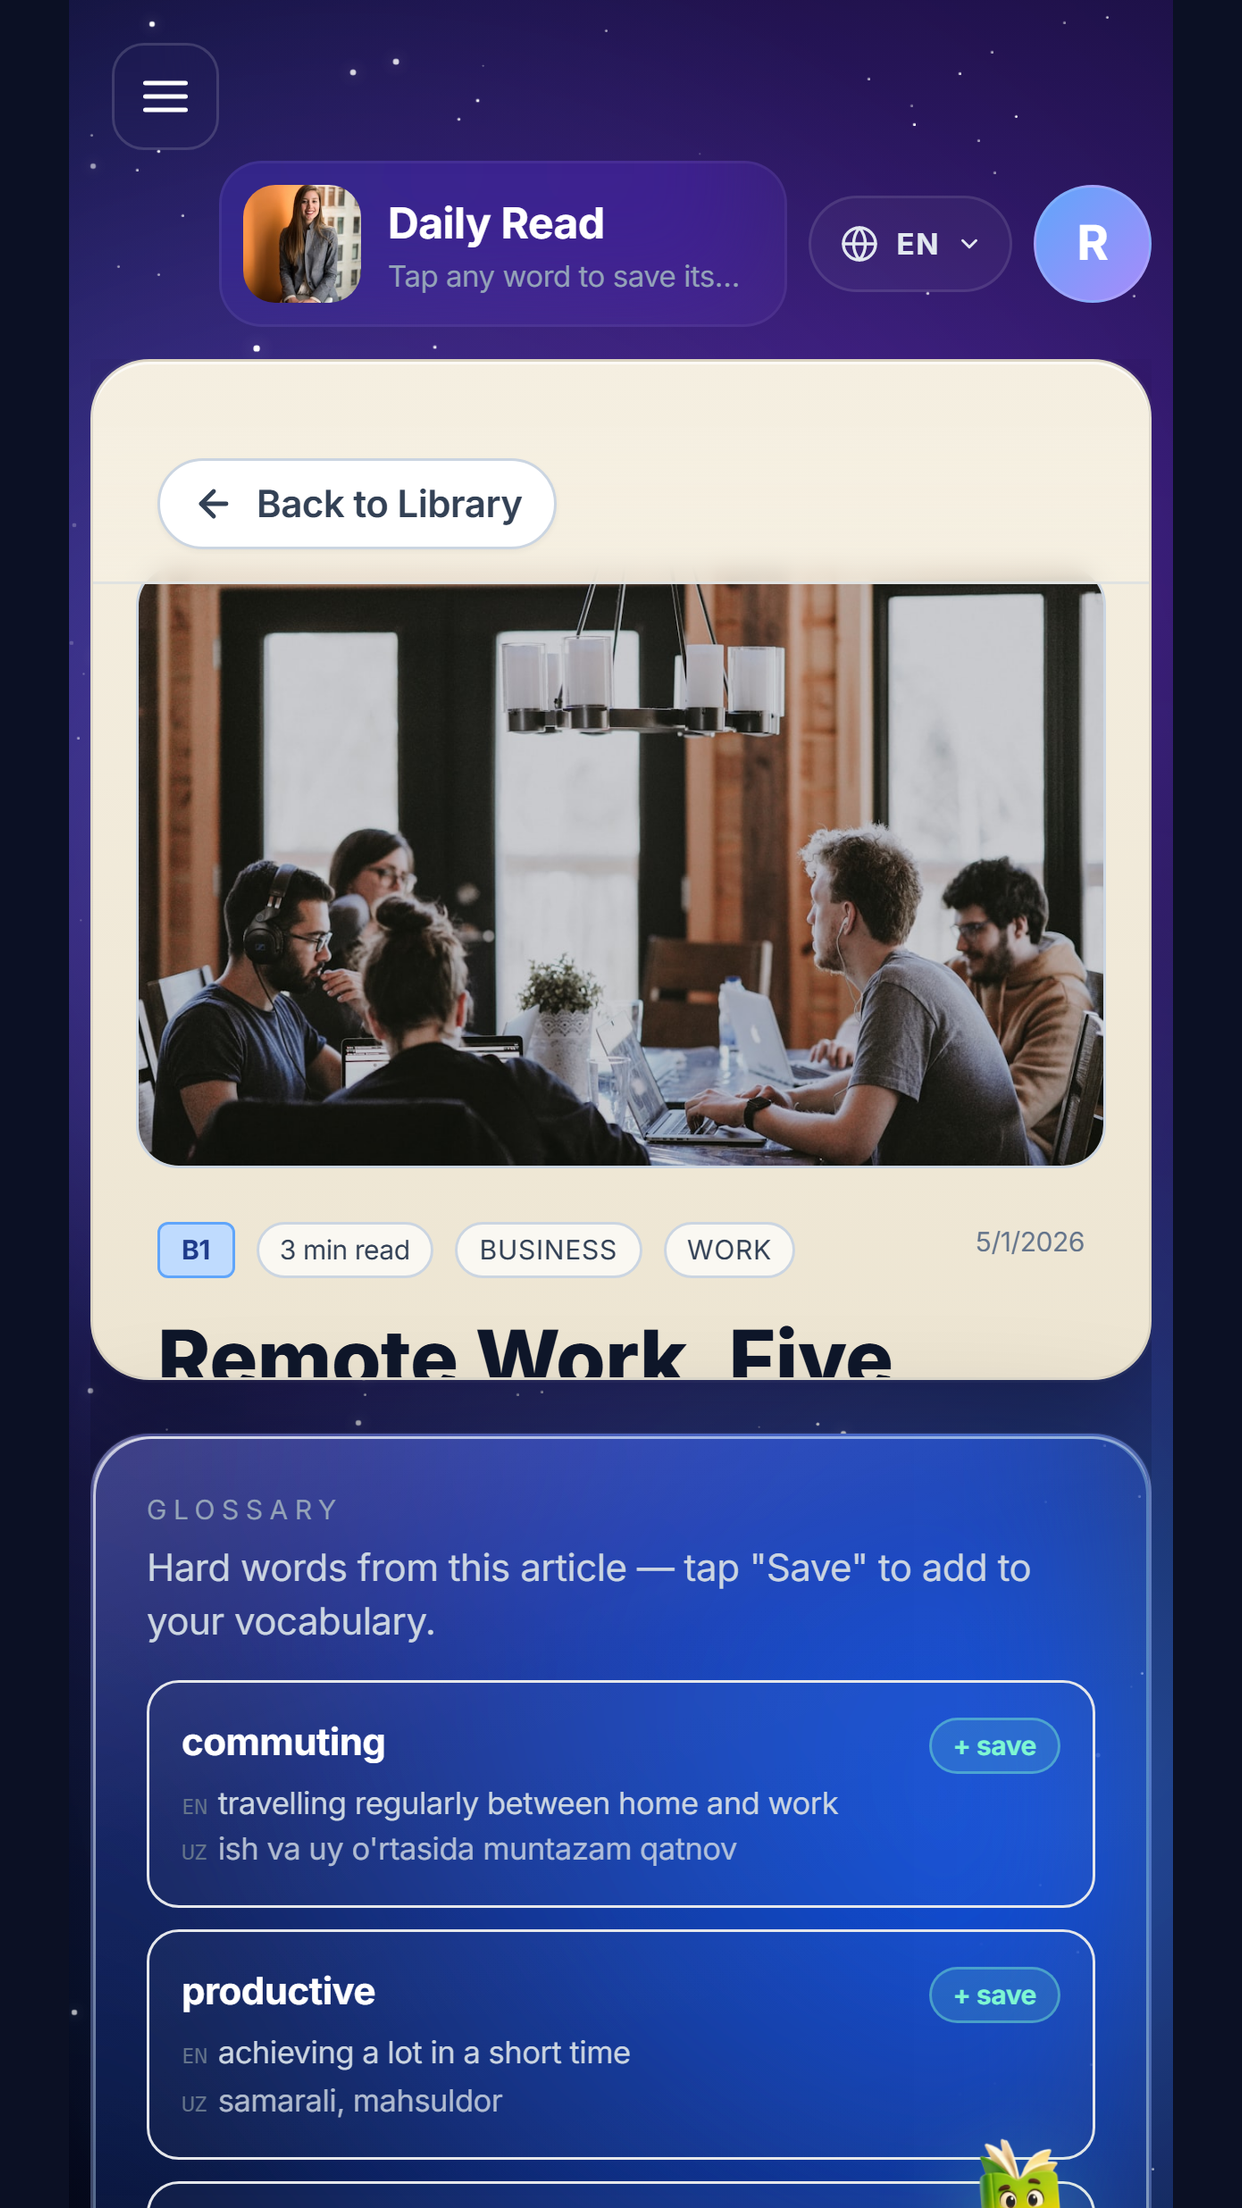 Daily Read
Tap any word to save its...
EN
R
Back to Library
B1
3 min read
BUSINESS
WORK
5/1/2026
Remote Work, Five
GLOSSARY
Hard words from this article — tap "Save" to add to
your vocabulary.
commuting
+ save
EN travelling regularly between home and work
UZ ish va uy o'rtasida muntazam qatnov
productive
+ save
EN achieving a lot in a short time
UZ samarali, mahsuldor